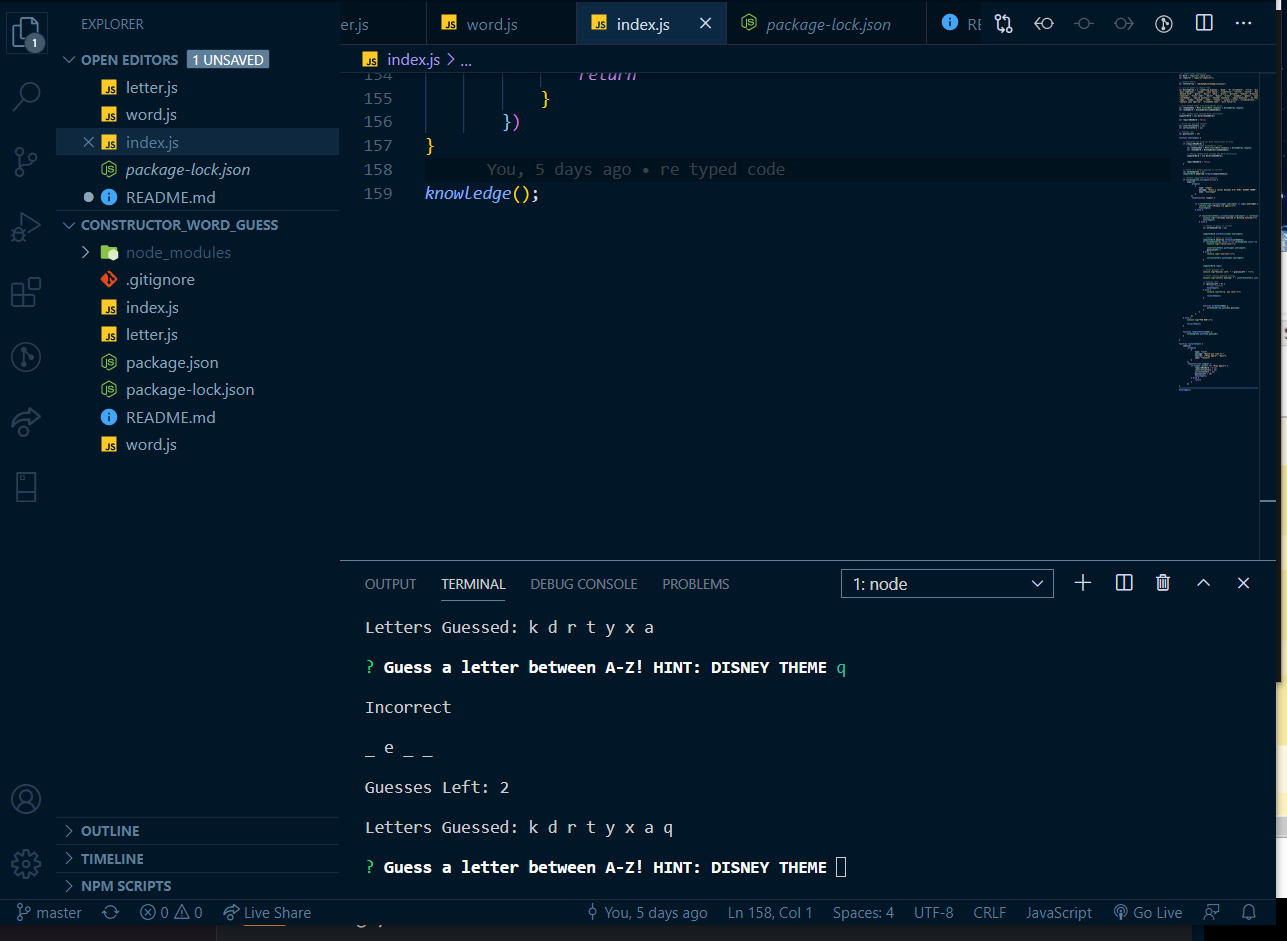 EXPLORER
1
OPEN EDITORS 1 UNSAVED
letter.js
word.js
index.js
package-lock.json
README.md
CONSTRUCTOR_WORD_GUESS
node_modules
.gitignore
index.js
letter.js
package.json
package-lock.json
README.md
word.js
OUTLINE
TIMELINE
NPM SCRIPTS
er.js word.js index.js package-lock.json RE
index.js > ...
154 return
155 }
156 })
157 }
158 You, 5 days ago • re typed code
159 knowledge();
OUTPUT TERMINAL DEBUG CONSOLE PROBLEMS 1: node
Letters Guessed: k d r t y x a
? Guess a letter between A-Z! HINT: DISNEY THEME q
Incorrect
_ e _ _
Guesses Left: 2
Letters Guessed: k d r t y x a q
? Guess a letter between A-Z! HINT: DISNEY THEME
master 0 0 Live Share You, 5 days ago Ln 158, Col 1 Spaces: 4 UTF-8 CRLF JavaScript Go Live